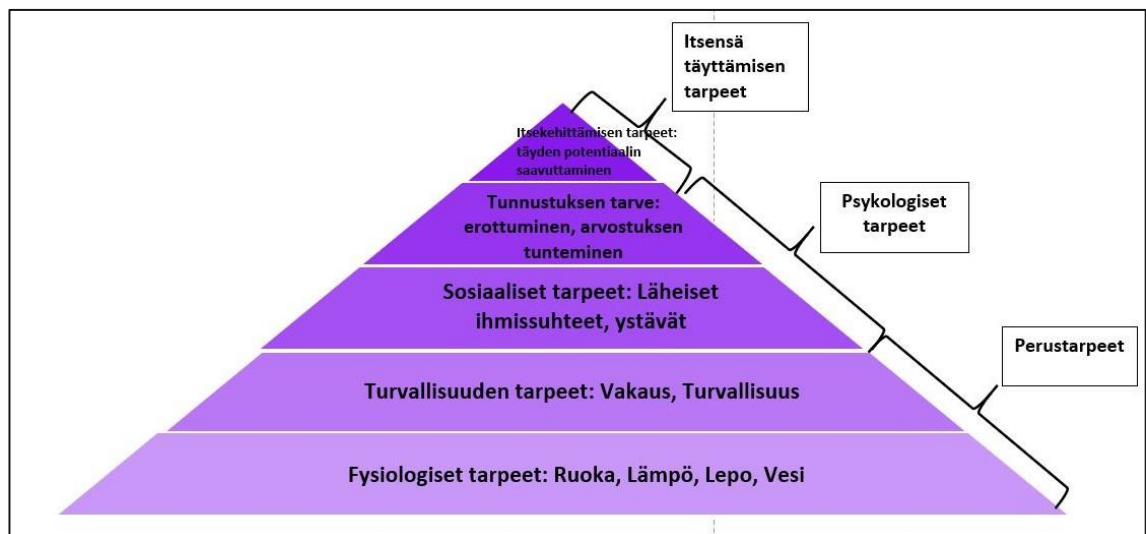 Itsensä
täyttämisen
tarpeet
Itsekehittämisen tarpeet:
täyden potentiaalin
saavuttaminen
Tunnustuksen tarve:
erottuminen, arvostuksen
tunteminen
Psykologiset
tarpeet
Sosiaaliset tarpeet: Läheiset
ihmissuhteet, ystävät
Perustarpeet
Turvallisuuden tarpeet: Vakaus, Turvallisuus
Fysiologiset tarpeet: Ruoka, Lämpö, Lepo, Vesi